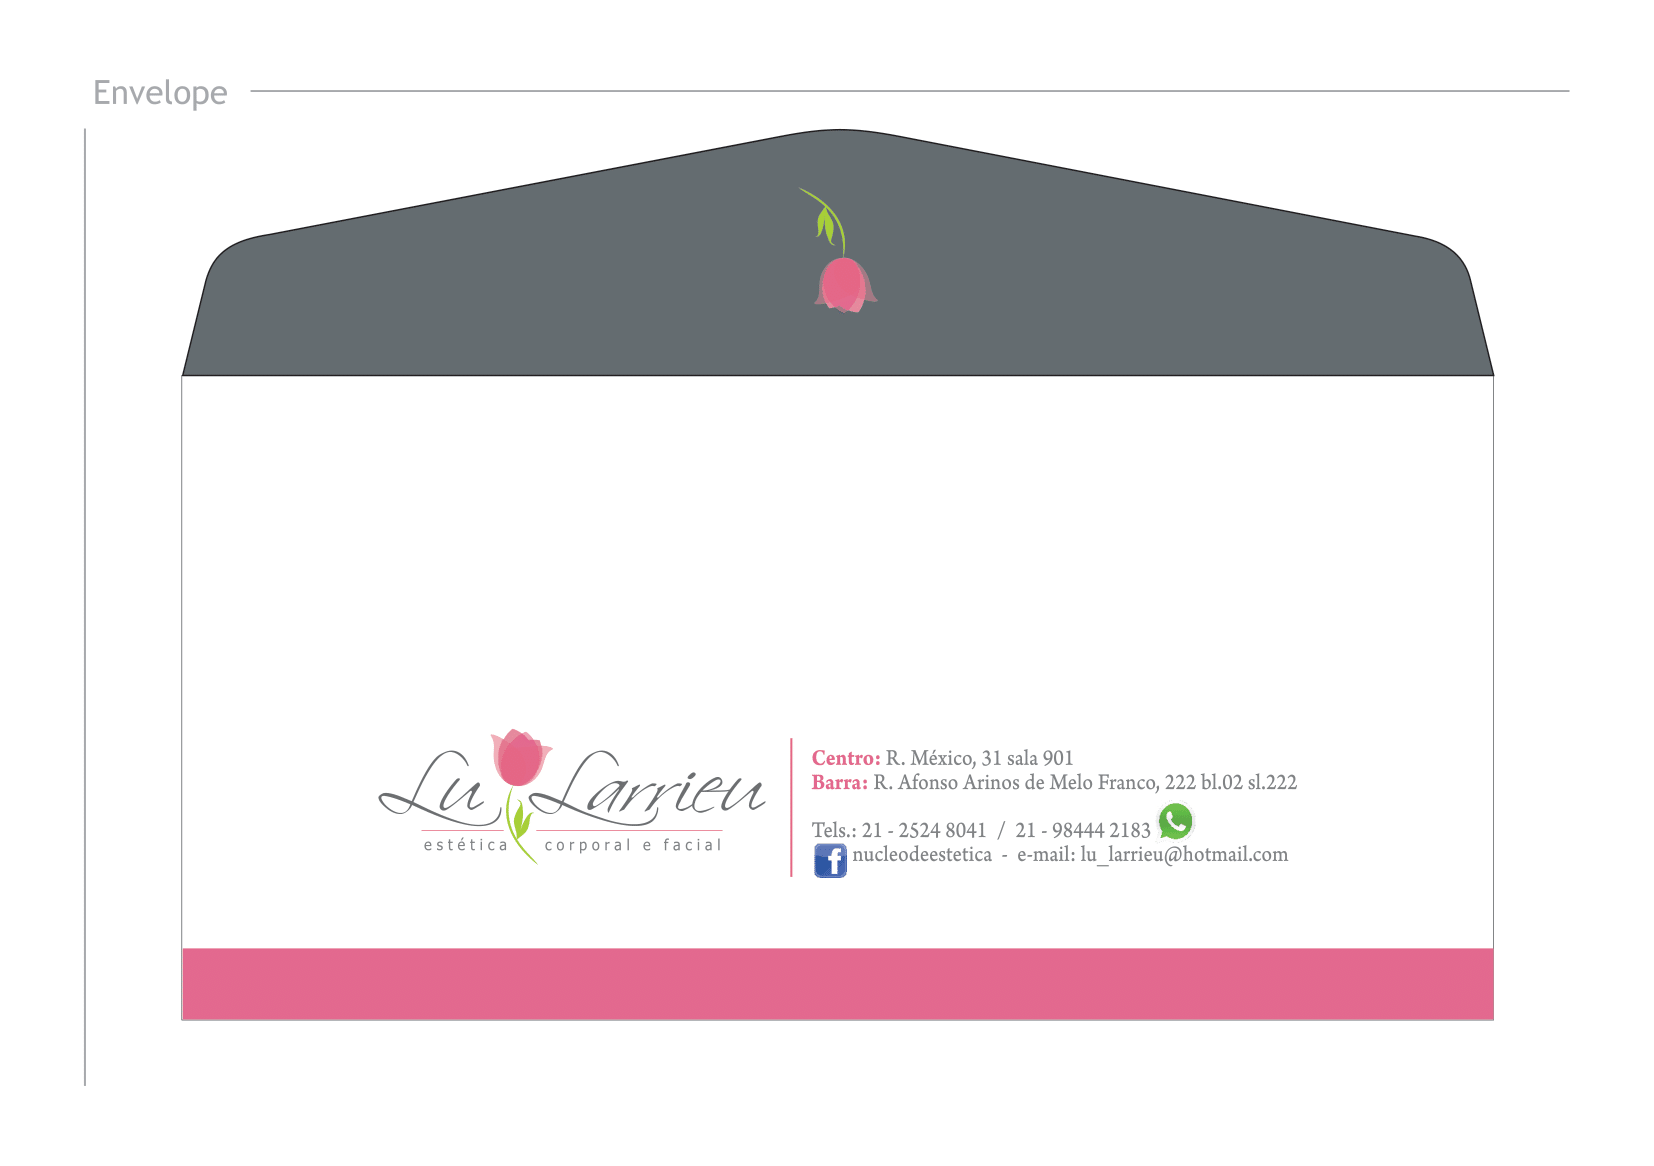 Envelope
Lu Larrieu
estética corporal e facial
Centro: R. México, 31 sala 901
Barra: R. Afonso Arinos de Melo Franco, 222 bl.02 sl.222
Tels.: 21 - 2524 8041 / 21 - 98444 2183
f nucleodeestetica - e-mail: lu_larrieu@hotmail.com